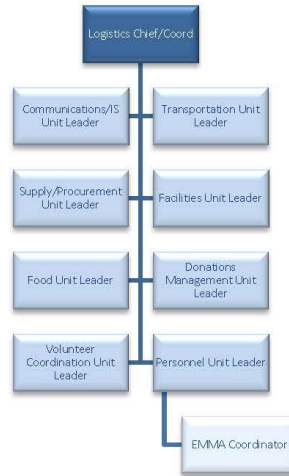 Logistics Chief/Coord
Communications/IS
Unit Leader
Transportation Unit
Leader
Supply/Procurement
Unit Leader
Facilities Unit Leader
Food Unit Leader
Donations
Management Unit
Leader
Volunteer
Coordination Unit
Leader
Personnel Unit Leader
EMMA Coordinator